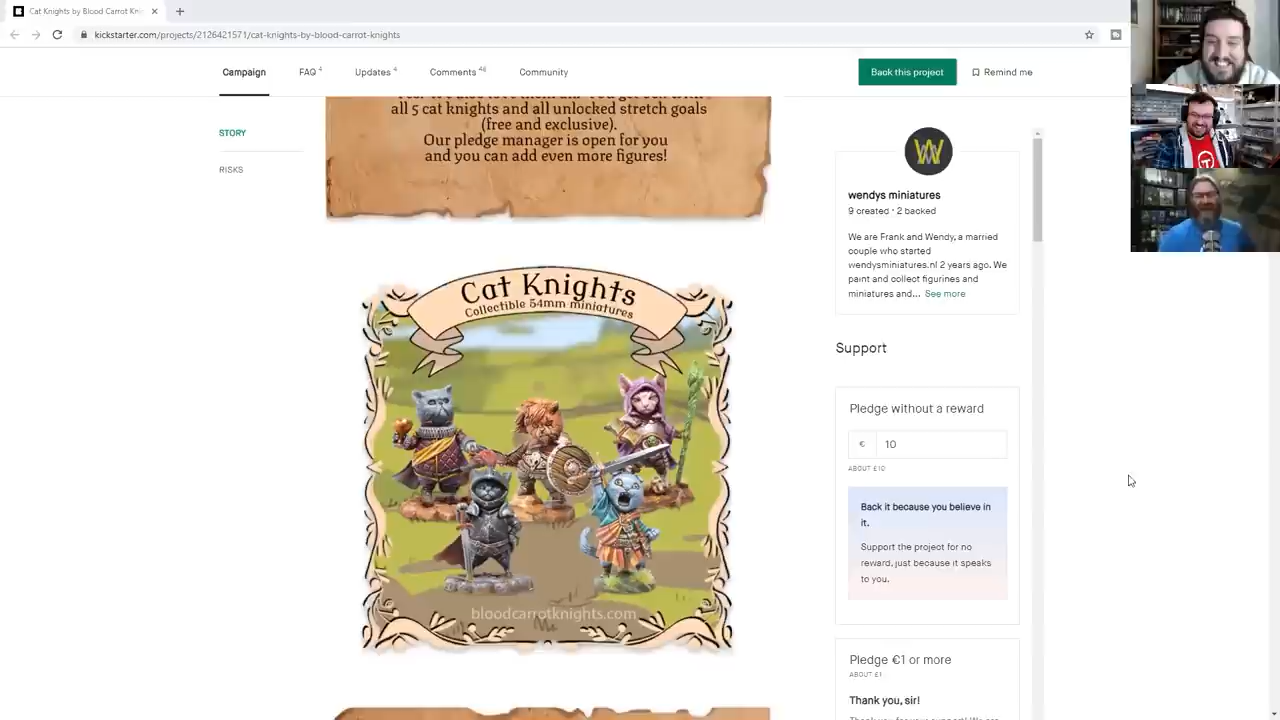 Cat Knights by Blood Carrot Kni
kickstarter.com/projects/2126421571/cat-knights-by-blood-carrot-knights
Campaign
FAQ 4
Updates 4
Comments 48
Community
Back this project
Remind me
STORY
RISKS
all 5 cat knights and all unlocked stretch goals
(free and exclusive).
Our pledge manager is open for you
and you can add even more figures!
Cat Knights
Collectible 54mm miniatures
bloodcarrotknights.com
W
wendys miniatures
9 created · 2 backed
We are Frank and Wendy, a married
couple who started
wendysminiatures.nl 2 years ago. We
paint and collect figurines and
miniatures and... See more
Support
Pledge without a reward
€ 10
ABOUT £10
Back it because you believe in
it.
Support the project for no
reward, just because it speaks
to you.
Pledge €1 or more
ABOUT £1
Thank you, sir!